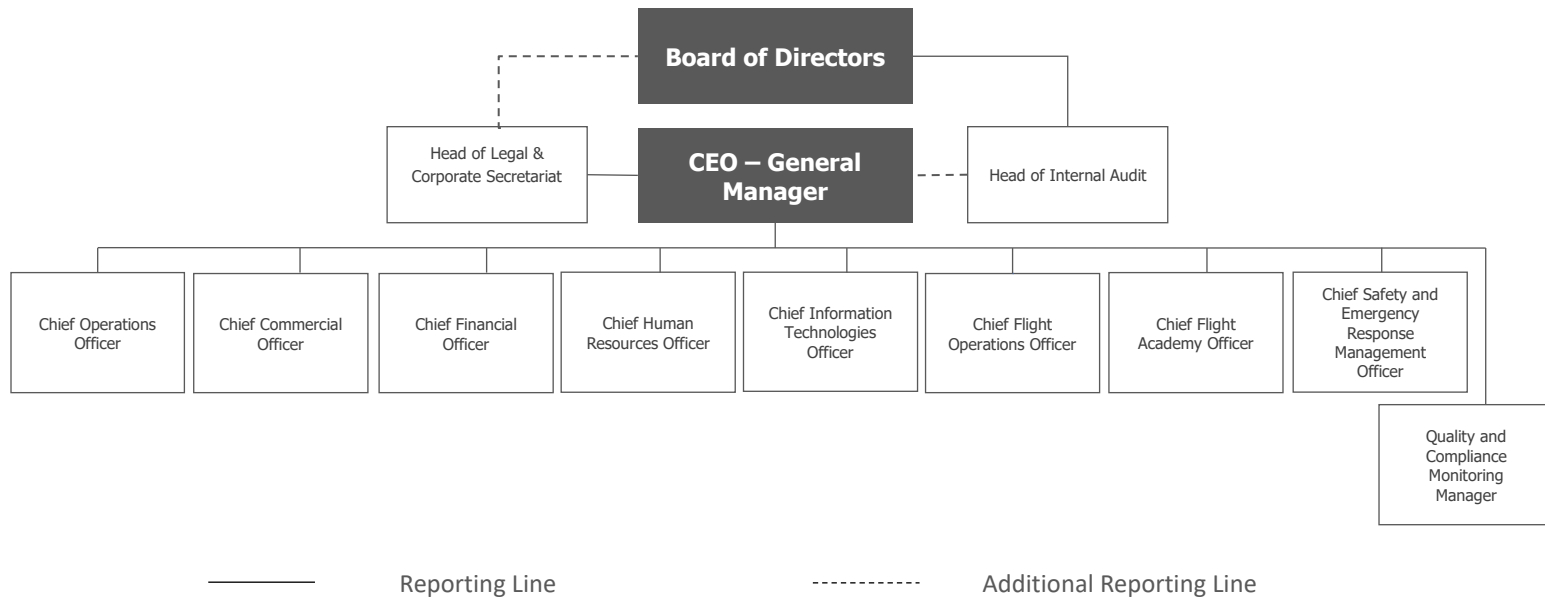 Board of Directors
Head of Legal &
Corporate Secretariat
CEO – General
Manager
Head of Internal Audit
Chief Operations
Officer
Chief Commercial
Officer
Chief Financial
Officer
Chief Human
Resources Officer
Chief Information
Technologies
Officer
Chief Flight
Operations Officer
Chief Flight
Academy Officer
Chief Safety and
Emergency
Response
Management
Officer
Quality and
Compliance
Monitoring
Manager
Reporting Line
Additional Reporting Line